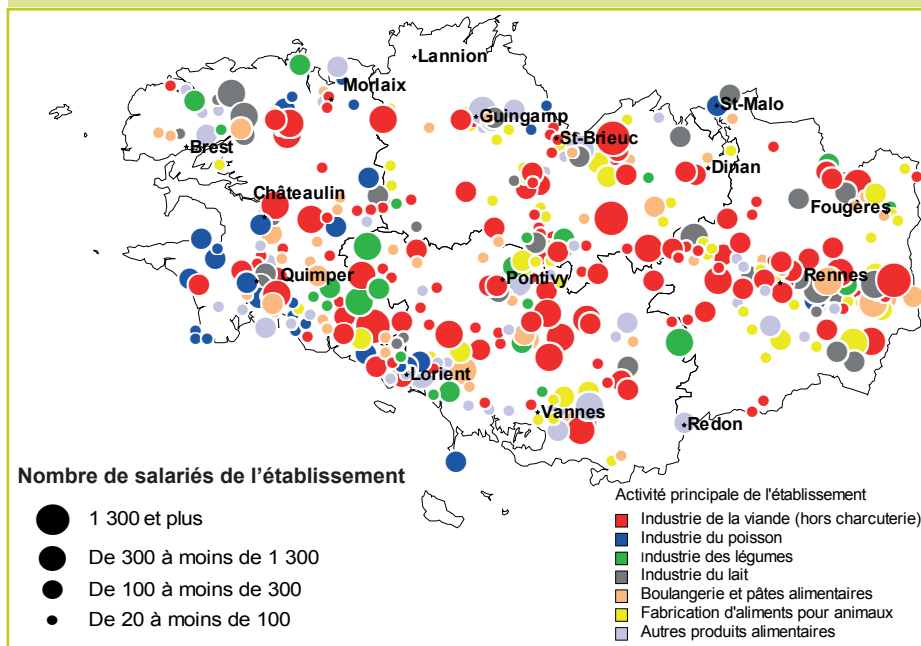 Lannion
Morlaix
St-Malo
Guingamp
St-Brieuc
Brest
Dinan
Châteaulin
Fougères
Quimper
Pontivy
Rennes
Lorient
Vannes
Redon
Nombre de salariés de l'établissement
1 300 et plus
De 300 à moins de 1 300
De 100 à moins de 300
De 20 à moins de 100
Activité principale de l'établissement
Industrie de la viande (hors charcuterie)
Industrie du poisson
Industrie des légumes
Industrie du lait
Boulangerie et pâtes alimentaires
Fabrication d'aliments pour animaux
Autres produits alimentaires